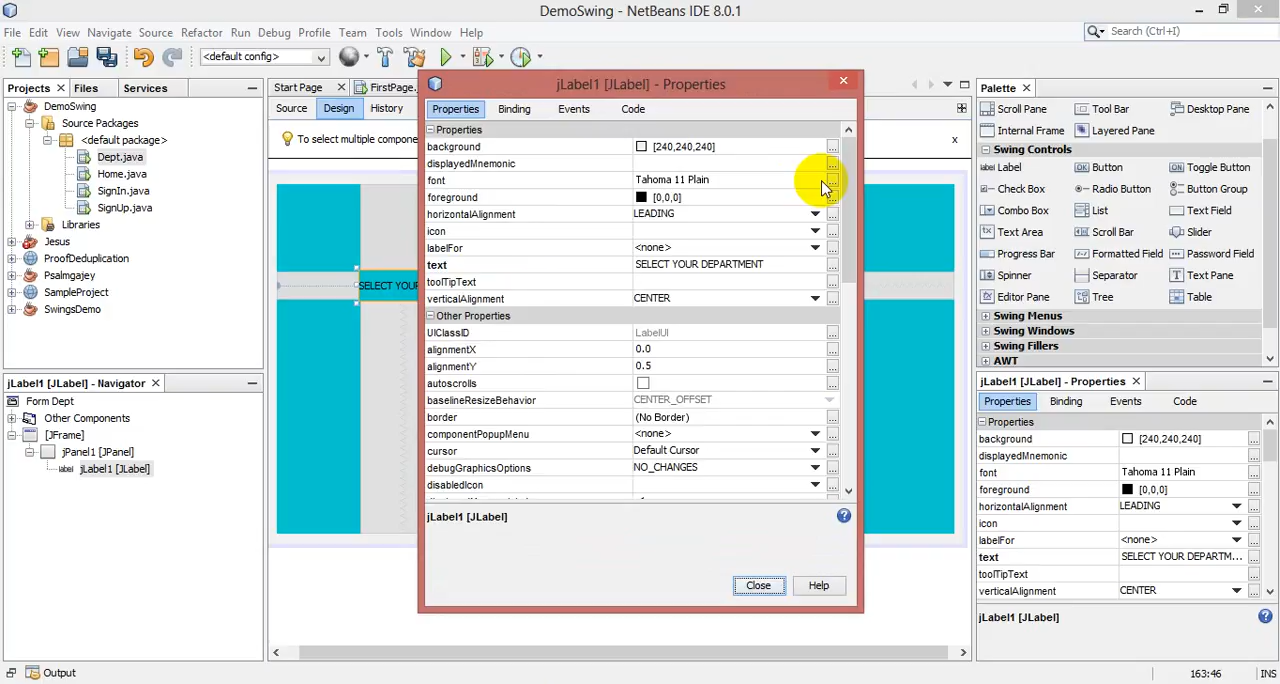 DemoSwing - NetBeans IDE 8.0.1
File Edit View Navigate Source Refactor Run Debug Profile Team Tools Window Help
Search (Ctrl+I)
<default config>
Projects Files Services
DemoSwing
Source Packages
<default package>
Dept.java
Home.java
SignIn.java
SignUp.java
Libraries
Jesus
ProofDeduplication
Psalmgajey
SampleProject
SwingsDemo
jLabel1 [JLabel] - Navigator
Form Dept
Other Components
[JFrame]
jPanel1 [JPanel]
label jLabel1 [JLabel]
Output
Start Page FirstPage.
Source Design History
To select multiple compone
x
SELECT YOUR
jLabel1 [JLabel] - Properties
Properties Binding Events Code
Properties
background [240,240,240]
displayedMnemonic
font Tahoma 11 Plain
foreground [0,0,0]
horizontalAlignment LEADING
icon
labelFor <none>
text SELECT YOUR DEPARTMENT
toolTipText
verticalAlignment CENTER
Other Properties
UIClassID LabelUI
alignmentX 0.0
alignmentY 0.5
autoscrolls
baselineResizeBehavior CENTER_OFFSET
border (No Border)
componentPopupMenu <none>
cursor Default Cursor
debugGraphicsOptions NO_CHANGES
disabledIcon
jLabel1 [JLabel]
Close Help
Palette
Scroll Pane Tool Bar Desktop Pane
Internal Frame Layered Pane
Swing Controls
label Label OK Button ON Toggle Button
Check Box Radio Button Button Group
Combo Box List Text Field
Text Area Scroll Bar Slider
Progress Bar Formatted Field Password Field
Spinner Separator Text Pane
Editor Pane Tree Table
Swing Menus
Swing Windows
Swing Fillers
AWT
jLabel1 [JLabel] - Properties
Properties Binding Events Code
Properties
background [240,240,240]
displayedMnemonic
font Tahoma 11 Plain
foreground [0,0,0]
horizontalAlignment LEADING
icon
labelFor <none>
text SELECT YOUR DEPARTM...
toolTipText
verticalAlignment CENTER
jLabel1 [JLabel]
163:46 INS